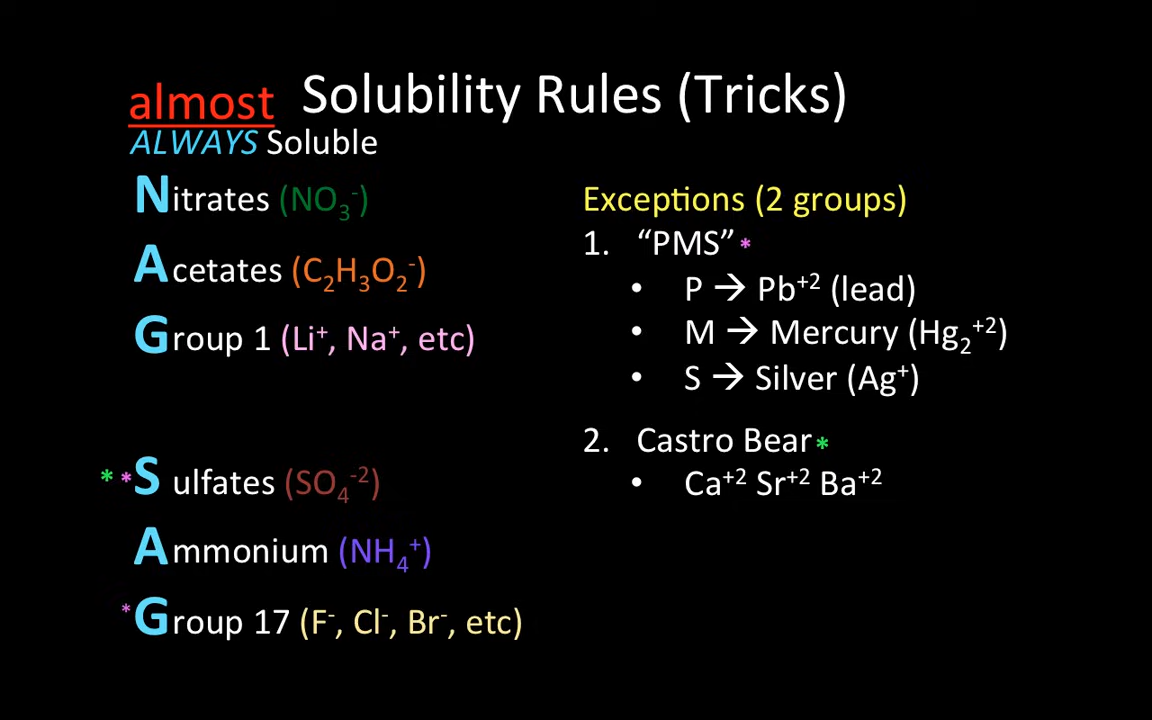 almost Solubility Rules (Tricks)
ALWAYS Soluble
Nitrates (NO₃⁻)
Acetates (C₂H₃O₂⁻)
Group 1 (Li⁺, Na⁺, etc)
**Sulfates (SO₄⁻²)
Ammonium (NH₄⁺)
*Group 17 (F⁻, Cl⁻, Br⁻, etc)
Exceptions (2 groups)
1. “PMS”*
• P → Pb⁺² (lead)
• M → Mercury (Hg₂⁺²)
• S → Silver (Ag⁺)
2. Castro Bear*
• Ca⁺² Sr⁺² Ba⁺²